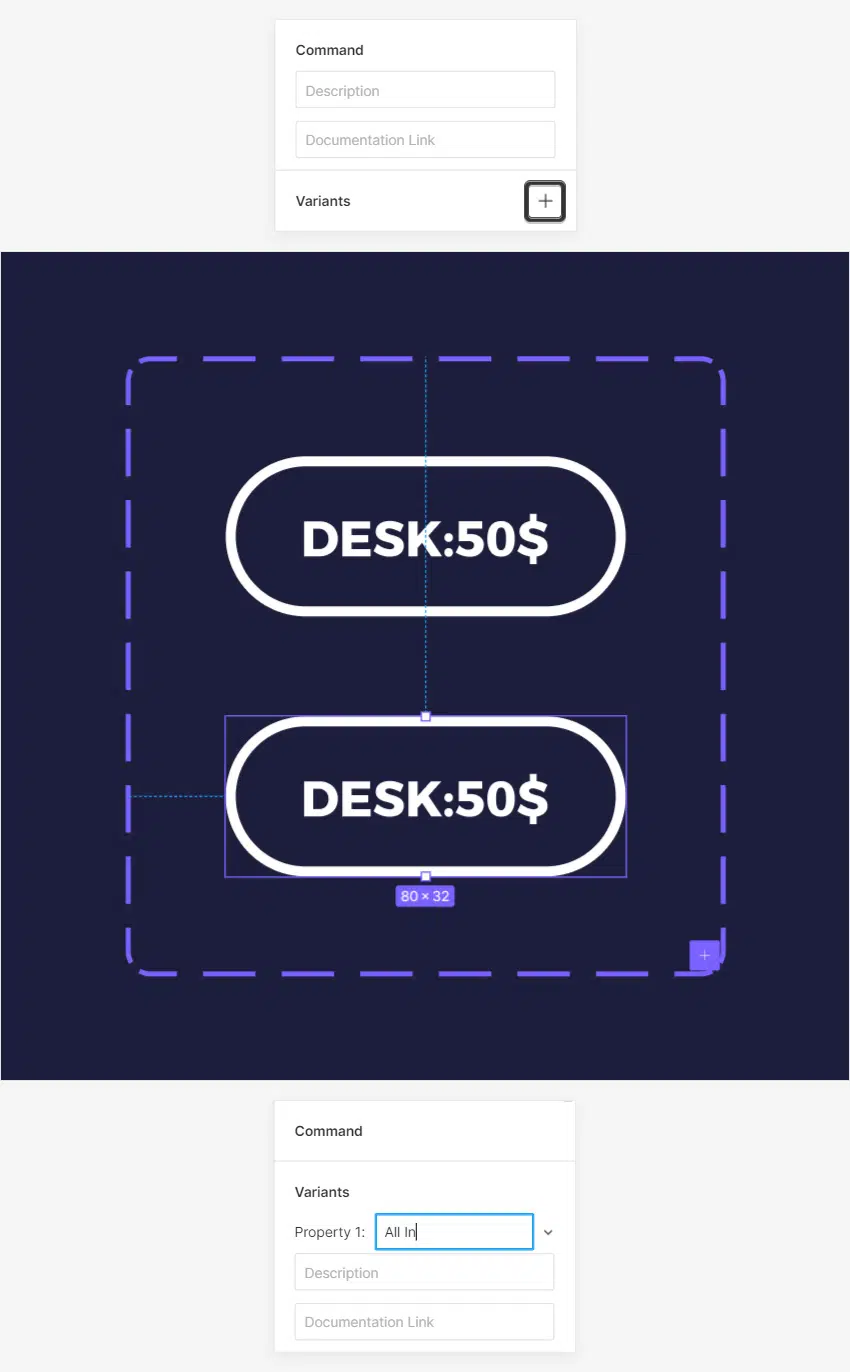 Command
Description
Documentation Link
Variants
DESK:50$
DESK:50$
80 × 32
Command
Variants
Property 1: All In
Description
Documentation Link